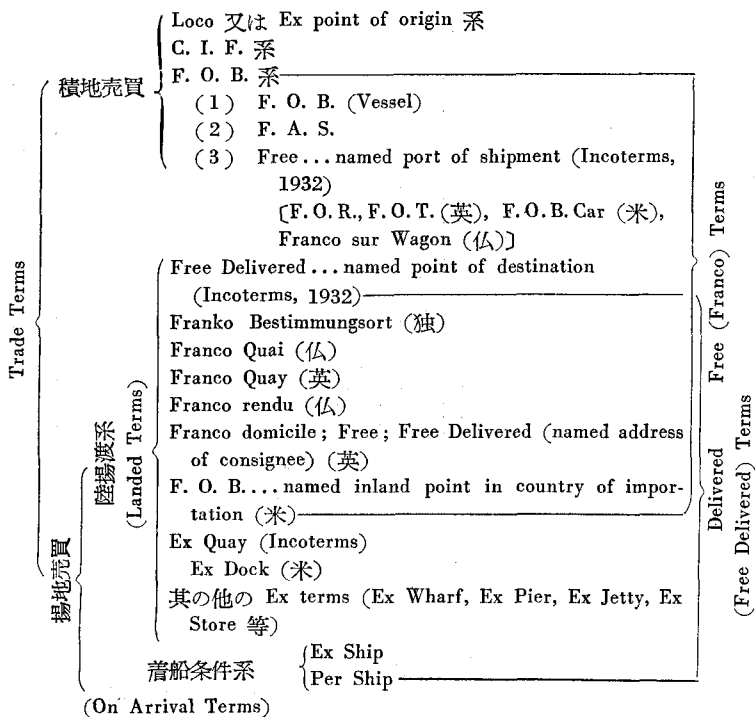 Loco 又は Ex point of origin 系
C. I. F. 系
F. O. B. 系
積地売買
(1) F. O. B. (Vessel)
(2) F. A. S.
(3) Free...named port of shipment (Incoterms,
1932)
[F. O. R., F. O. T. (英), F. O. B. Car (米),
Franco sur Wagon (仏)]
Trade Terms
Free Delivered...named point of destination
(Incoterms, 1932)
Franko Bestimmungsort (独)
Franco Quai (仏)
Franco Quay (英)
Franco rendu (仏)
Franco domicile; Free; Free Delivered (named address
of consignee) (英)
F. O. B....named inland point in country of impor-
tation (米)
Ex Quay (Incoterms)
Ex Dock (米)
其の他の Ex terms (Ex Wharf, Ex Pier, Ex Jetty, Ex
Store 等)
陸揚渡系
(Landed Terms)
揚地売買
着船条件系
Ex Ship
Per Ship
(On Arrival Terms)
Free (Franco) Terms
Delivered
(Free Delivered) Terms